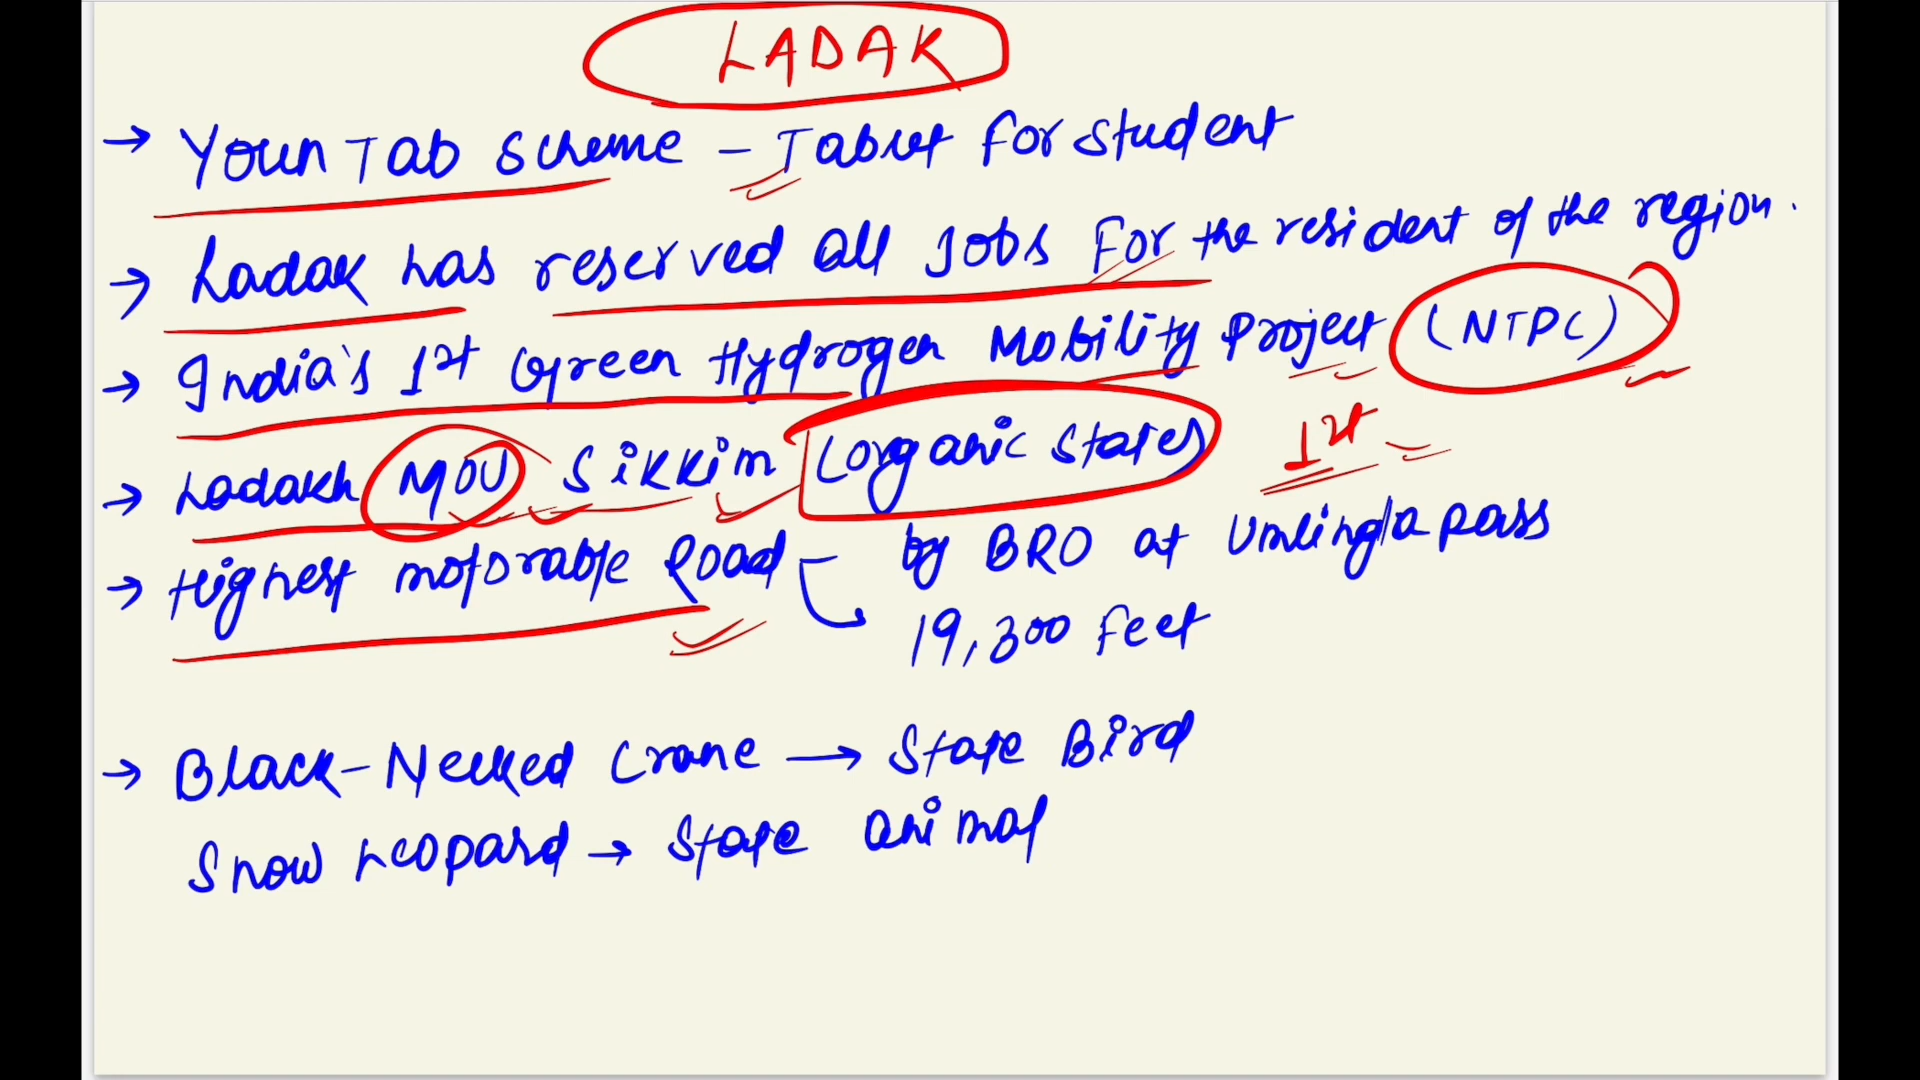 LADAK
→ YounTab Scheme - Tablet For Student
→ Ladak has reserved all Jobs For the resident of the region.
→ India's 1st Green Hydrogen Mobility Project (NTPC)
→ Ladakh MOU Sikkim (organic States) 1st
→ Highest motorable Road - by BRO at Umlingla pass
19,300 Feet
→ Black-Necked Crane → State Bird
Snow Leopard → State animal